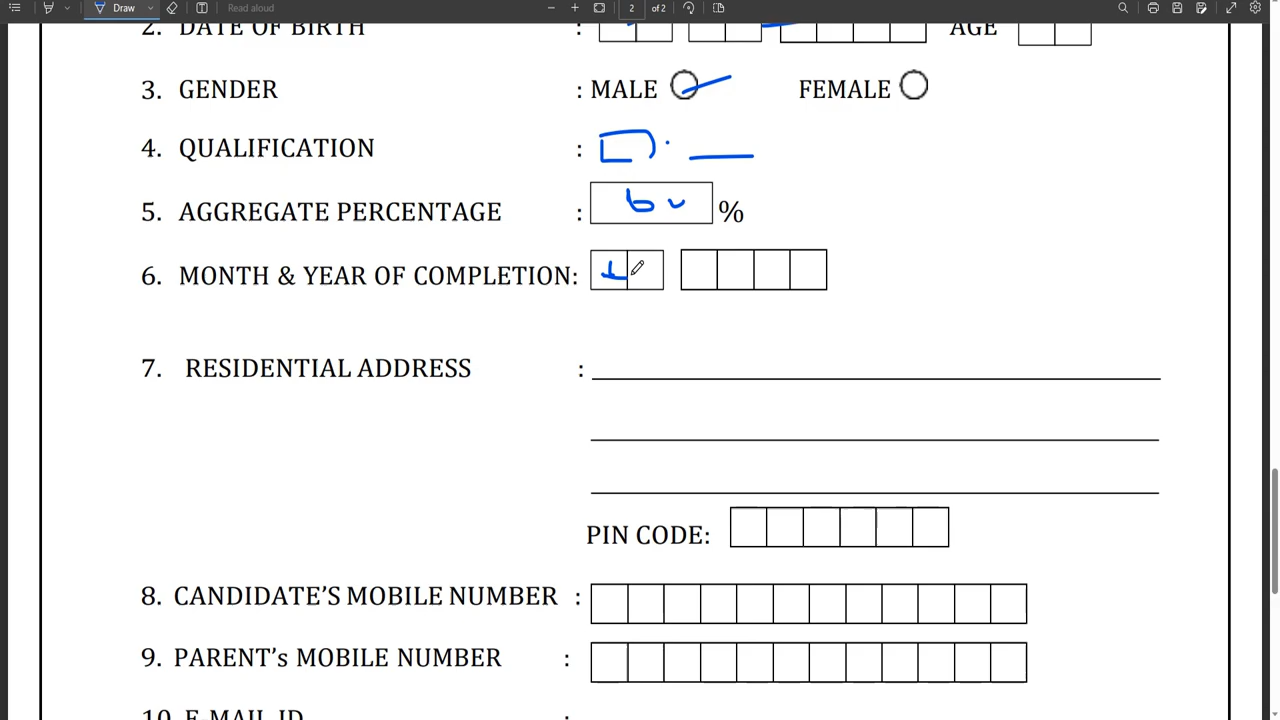 Draw Read aloud 2 of 2
2. DATE OF BIRTH : AGE
3. GENDER : MALE FEMALE
4. QUALIFICATION :
5. AGGREGATE PERCENTAGE : %
6. MONTH & YEAR OF COMPLETION:
7. RESIDENTIAL ADDRESS :
PIN CODE:
8. CANDIDATE'S MOBILE NUMBER :
9. PARENT's MOBILE NUMBER :
10. E-MAIL ID :